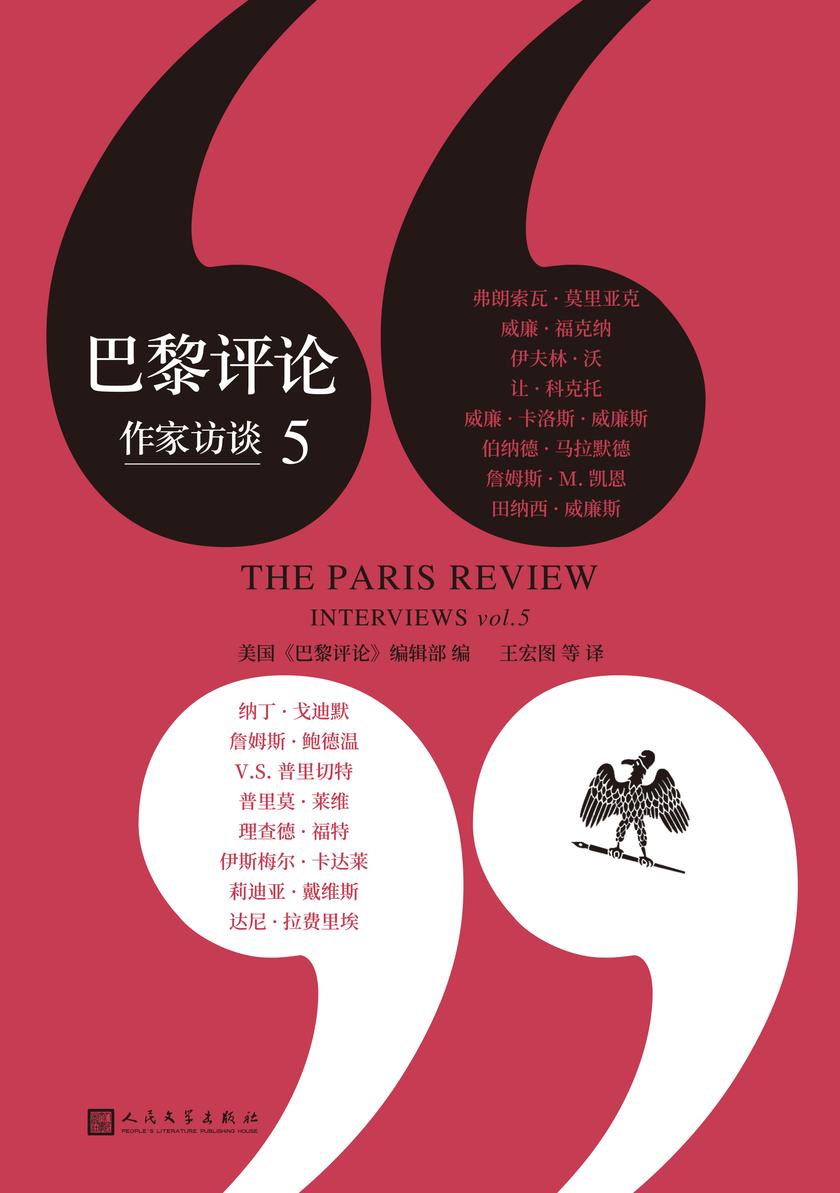 巴黎评论
作家访谈 5
弗朗索瓦·莫里亚克
威廉·福克纳
伊夫林·沃
让·科克托
威廉·卡洛斯·威廉斯
伯纳德·马拉默德
詹姆斯·M. 凯恩
田纳西·威廉斯
THE PARIS REVIEW
INTERVIEWS vol.5
美国《巴黎评论》编辑部 编 王宏图 等 译
纳丁·戈迪默
詹姆斯·鲍德温
V.S. 普里切特
普里莫·莱维
理查德·福特
伊斯梅尔·卡达莱
莉迪亚·戴维斯
达尼·拉费里埃
人民文学出版社
PEOPLE'S LITERATURE PUBLISHING HOUSE